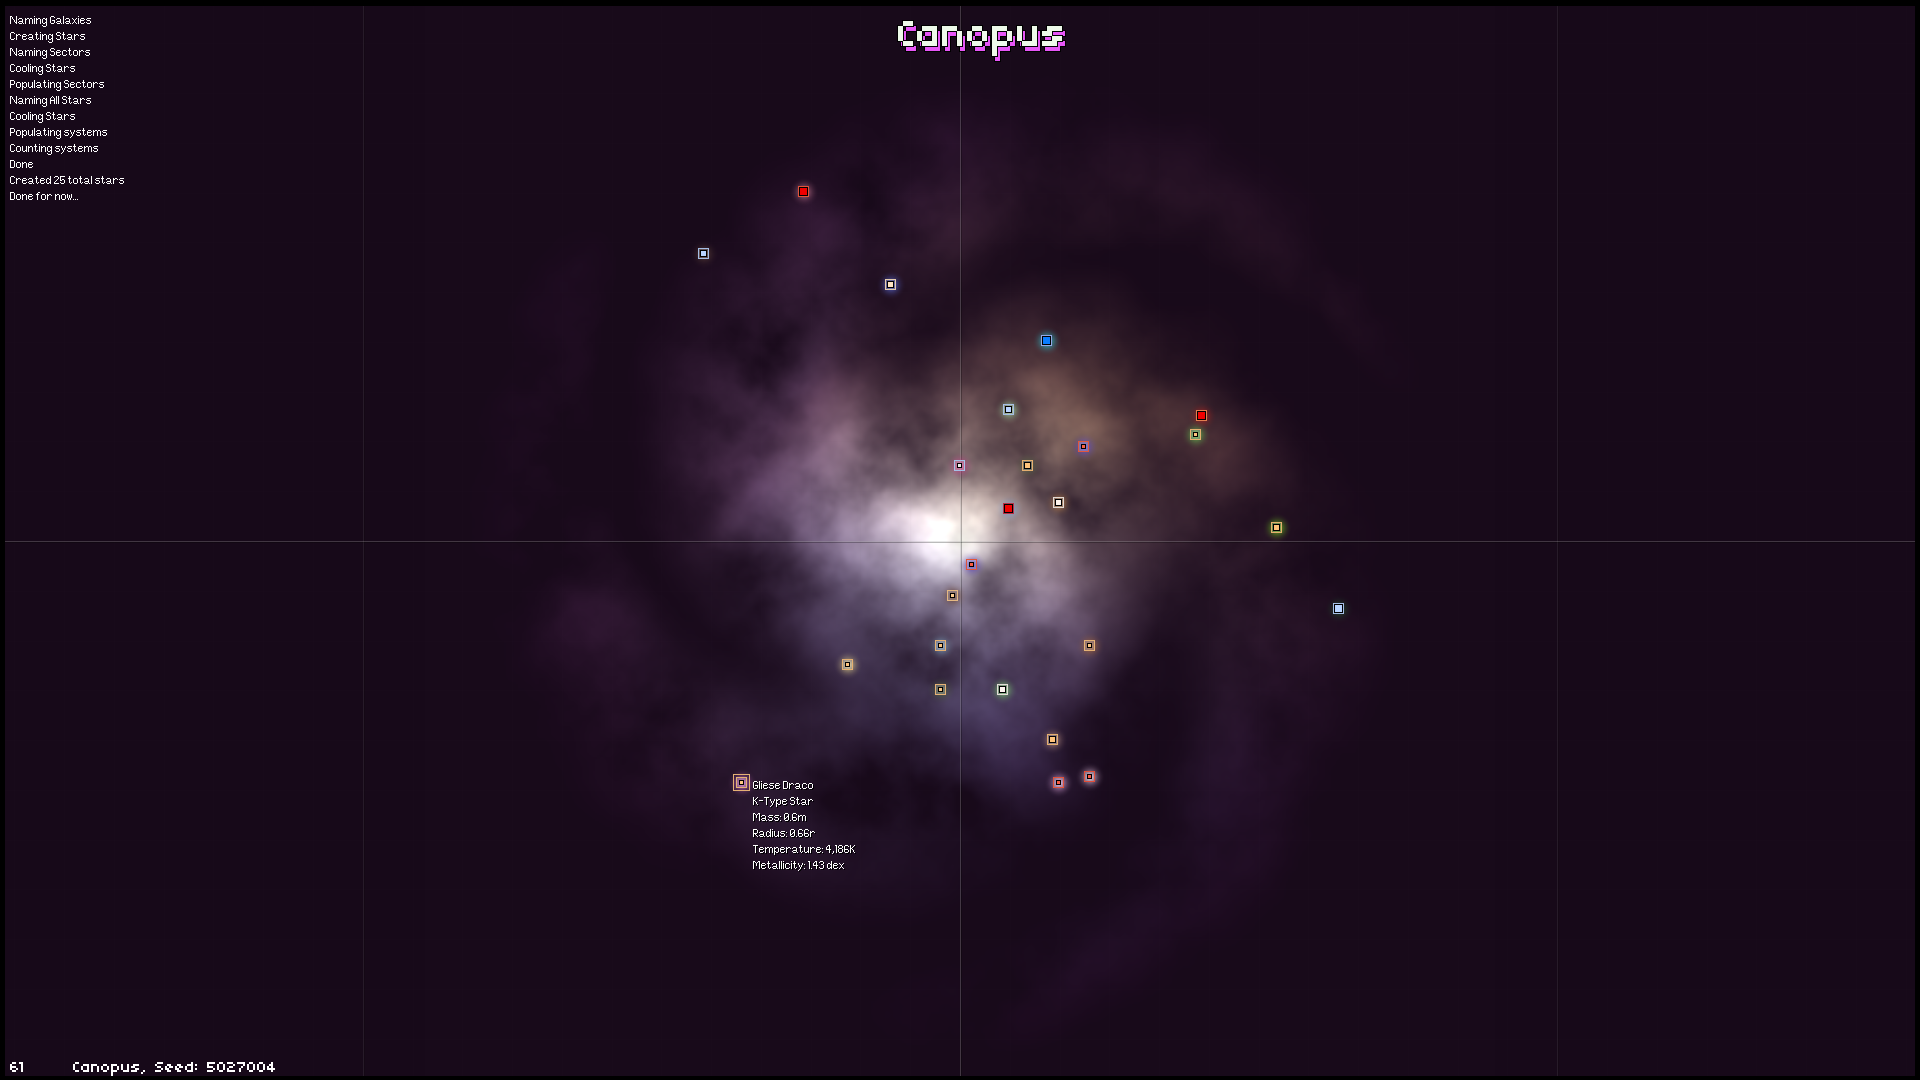 Canopus
Naming Galaxies
Creating Stars
Naming Sectors
Cooling Stars
Populating Sectors
Naming All Stars
Cooling Stars
Populating systems
Counting systems
Done
Created 25 total stars
Done for now...
Gliese Draco
K-Type Star
Mass: 0.6m
Radius: 0.66r
Temperature: 4,186K
Metallicity: 1.43 dex
61 Canopus, Seed: 5027004